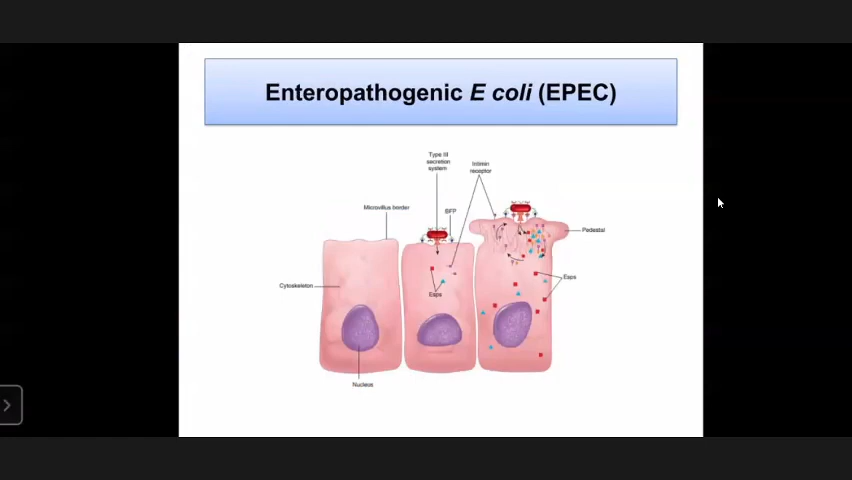 Enteropathogenic E coli (EPEC)
Type III
secretion
system
Intimin
receptor
Microvillus border
BFP
Pedestal
Esps
Cytoskeleton
Esps
Nucleus